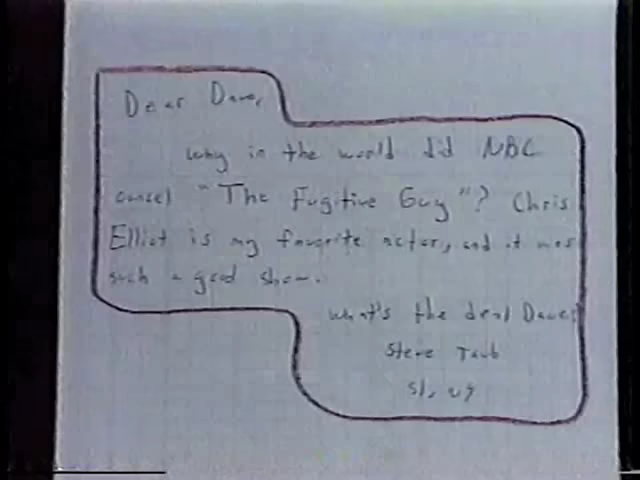 Dear Dave,
Why in the world did NBC
cancel "The Fugitive Guy"? Chris
Elliot is my favorite actor, and it was
such a good show.
What's the deal Dave?
Steve Taub
SI, NY